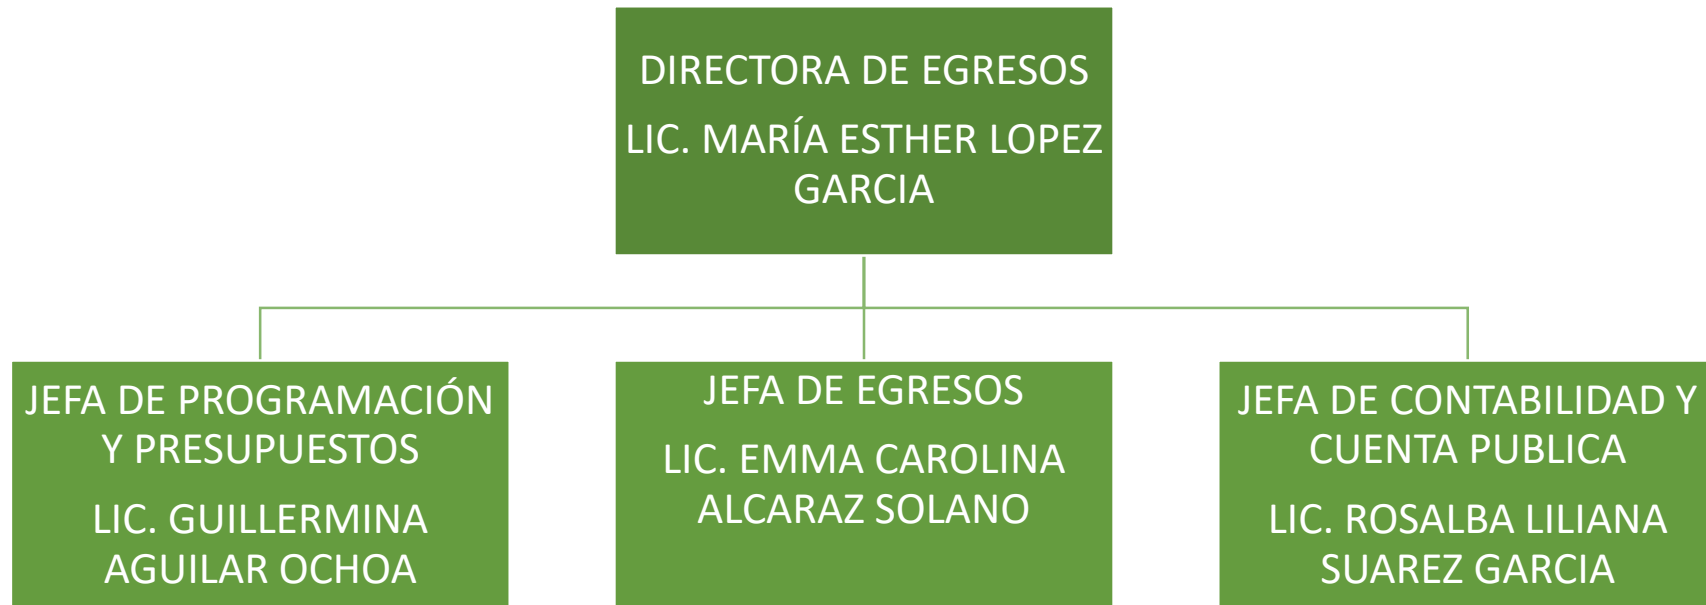 DIRECTORA DE EGRESOS
LIC. MARÍA ESTHER LOPEZ
GARCIA
JEFA DE PROGRAMACIÓN
Y PRESUPUESTOS
LIC. GUILLERMINA
AGUILAR OCHOA
JEFA DE EGRESOS
LIC. EMMA CAROLINA
ALCARAZ SOLANO
JEFA DE CONTABILIDAD Y
CUENTA PUBLICA
LIC. ROSALBA LILIANA
SUAREZ GARCIA